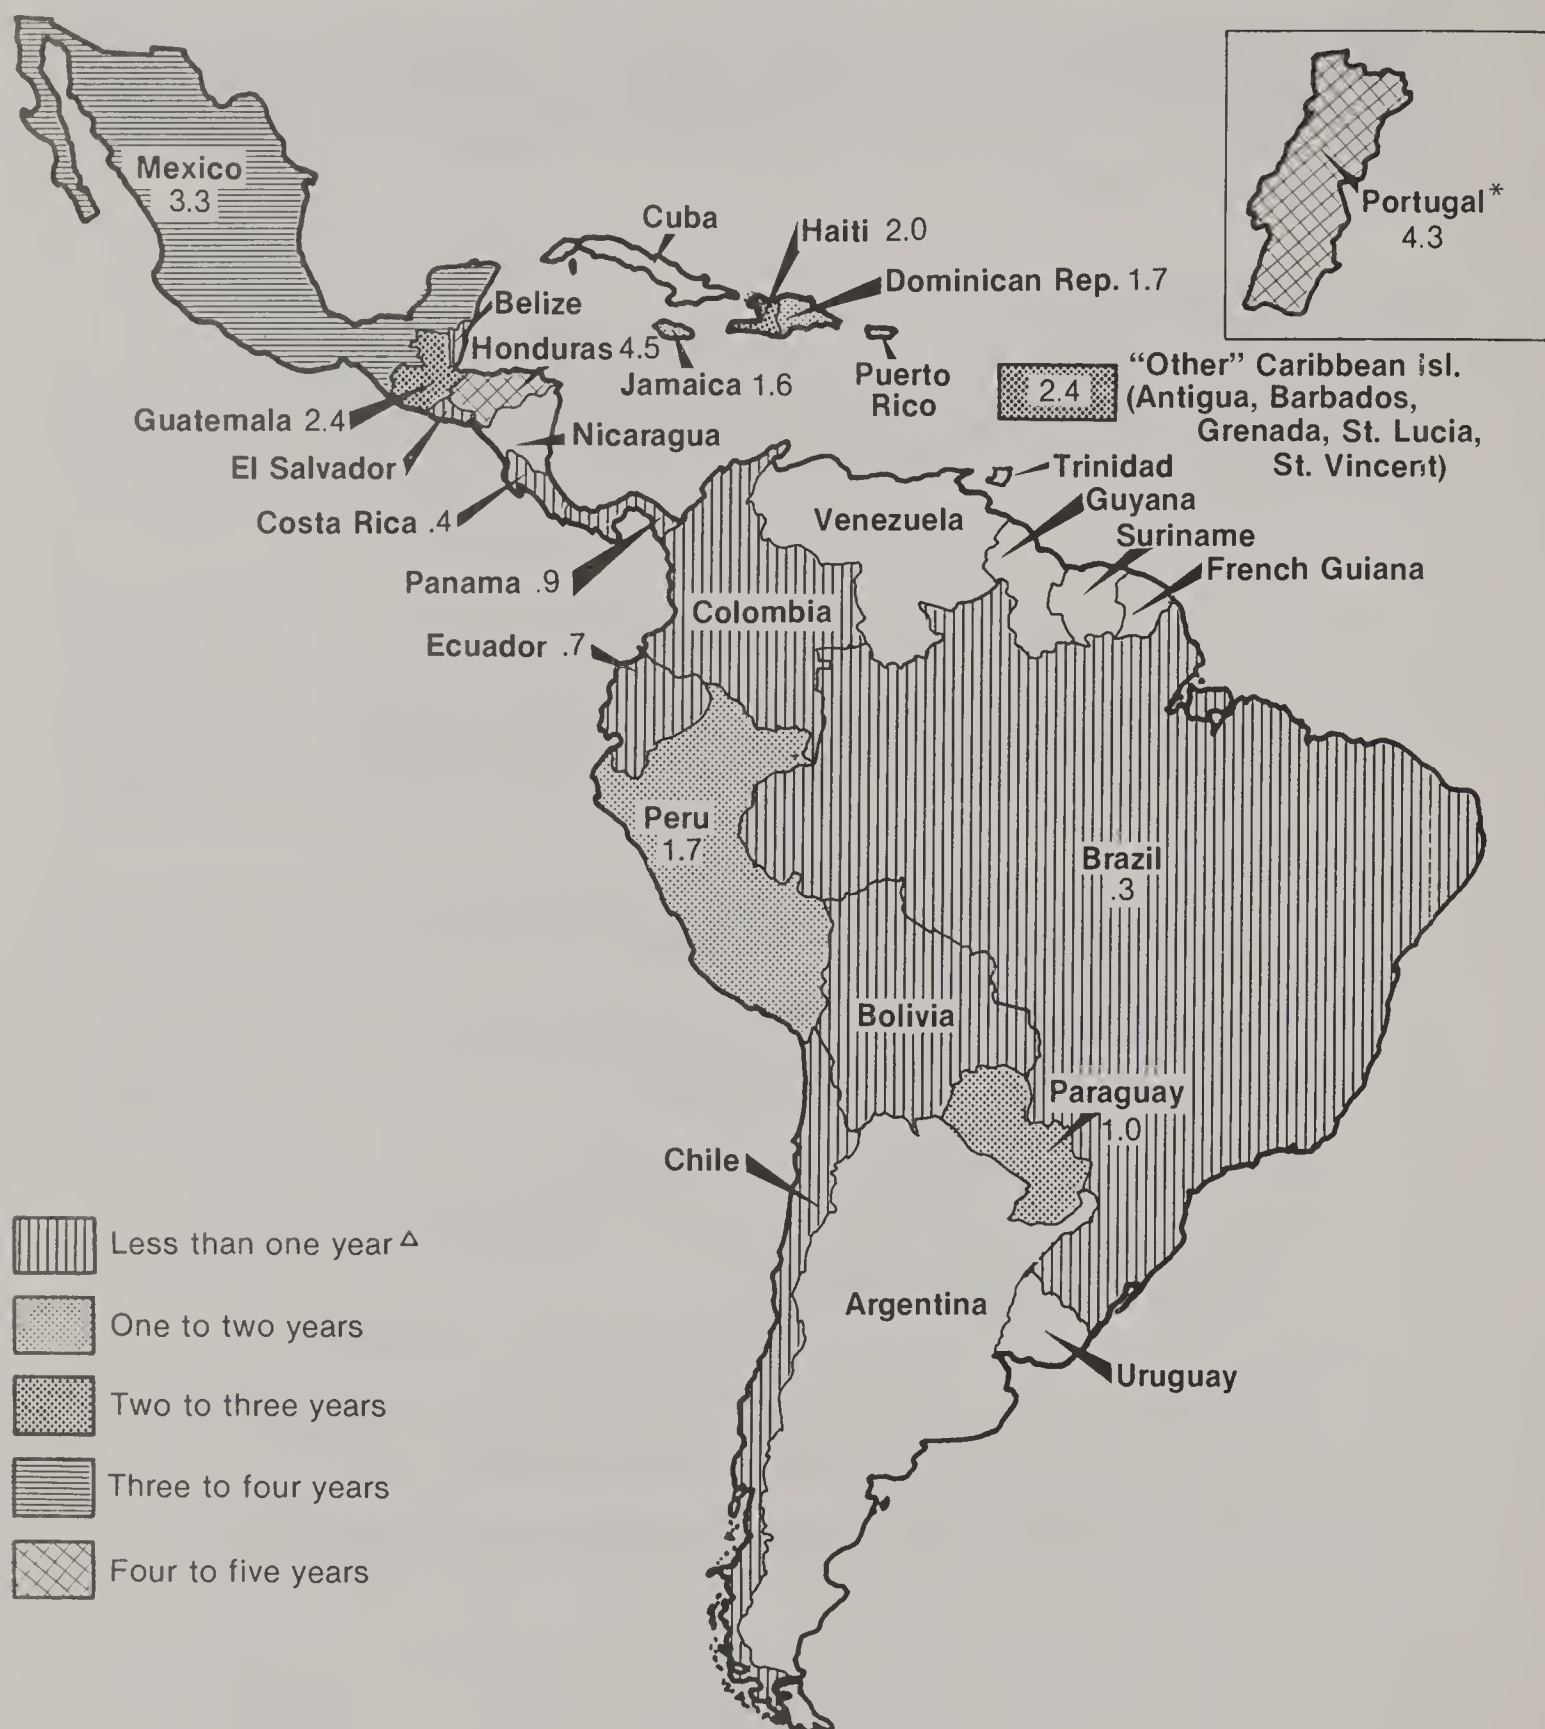 Mexico
3.3
Cuba
Haiti 2.0
Dominican Rep. 1.7
Portugal*
4.3
Belize
Honduras 4.5
Jamaica 1.6
Puerto
Rico
2.4
"Other" Caribbean isl.
(Antigua, Barbados,
Grenada, St. Lucia,
St. Vincent)
Guatemala 2.4
Nicaragua
El Salvador
Trinidad
Guyana
Costa Rica .4
Venezuela
Suriname
French Guiana
Panama .9
Colombia
Ecuador .7
Peru
1.7
Brazil
.3
Bolivia
Paraguay
1.0
Chile
Argentina
Uruguay
Less than one year Δ
One to two years
Two to three years
Three to four years
Four to five years